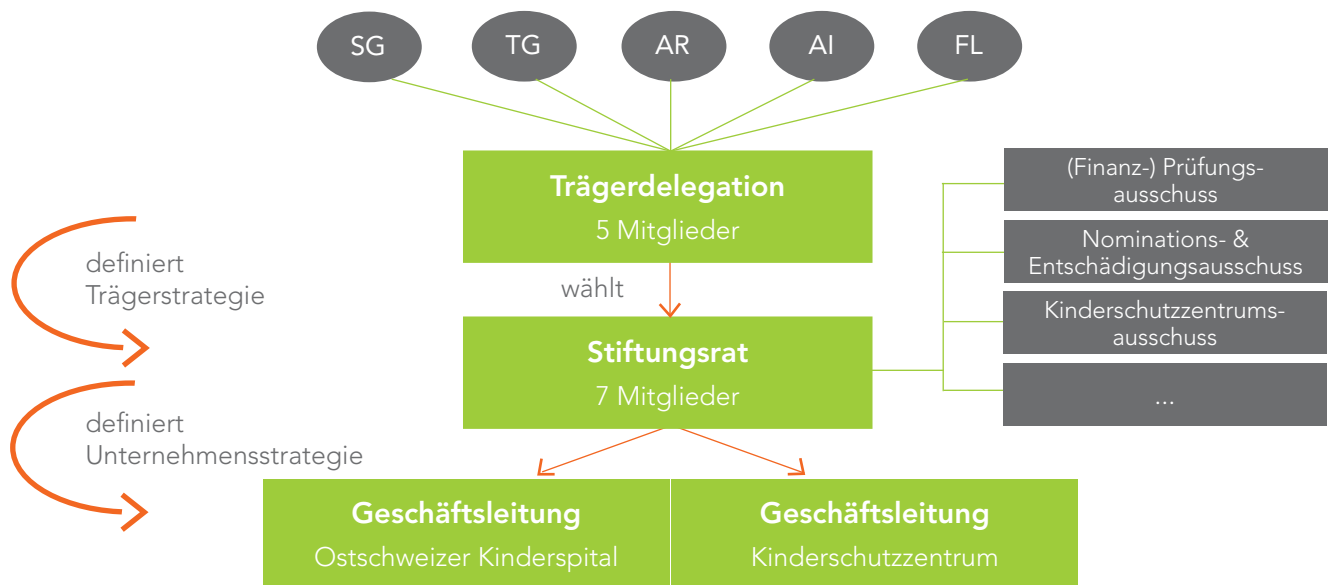 SG
TG
AR
AI
FL
Trägerdelegation
5 Mitglieder
(Finanz-) Prüfungs-
ausschuss
Nominations- &
Entschädigungsausschuss
Kinderschutzzentrums-
ausschuss
...
definiert
Trägerstrategie
wählt
Stiftungsrat
7 Mitglieder
definiert
Unternehmensstrategie
Geschäftsleitung
Ostschweizer Kinderspital
Geschäftsleitung
Kinderschutzzentrum